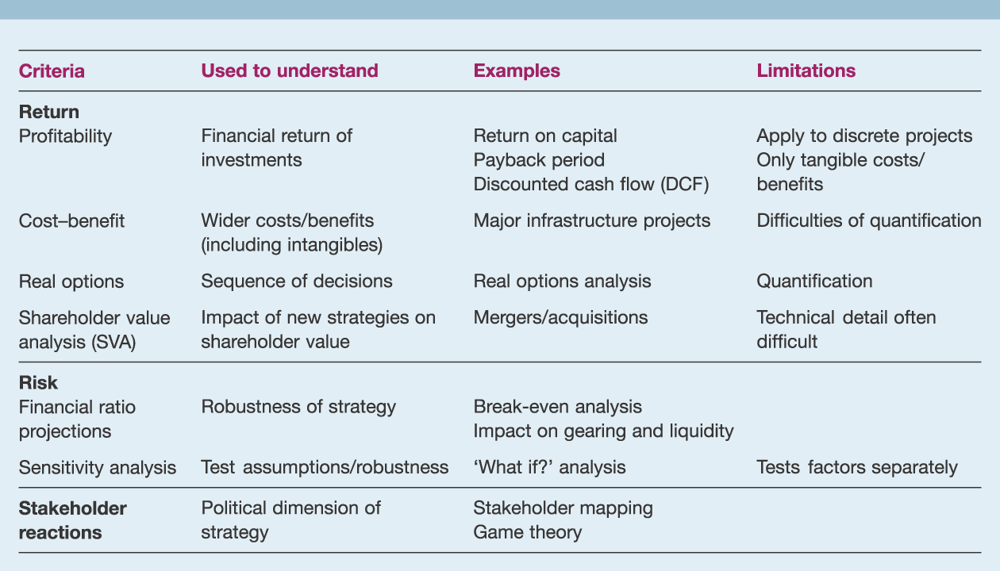 Criteria Used to understand Examples Limitations
Return
Profitability Financial return of Return on capital Apply to discrete projects
investments Payback period Only tangible costs/
Discounted cash flow (DCF) benefits
Cost–benefit Wider costs/benefits Major infrastructure projects Difficulties of quantification
(including intangibles)
Real options Sequence of decisions Real options analysis Quantification
Shareholder value Impact of new strategies on Mergers/acquisitions Technical detail often
analysis (SVA) shareholder value difficult
Risk
Financial ratio Robustness of strategy Break-even analysis
projections Impact on gearing and liquidity
Sensitivity analysis Test assumptions/robustness ‘What if?’ analysis Tests factors separately
Stakeholder Political dimension of Stakeholder mapping
reactions strategy Game theory